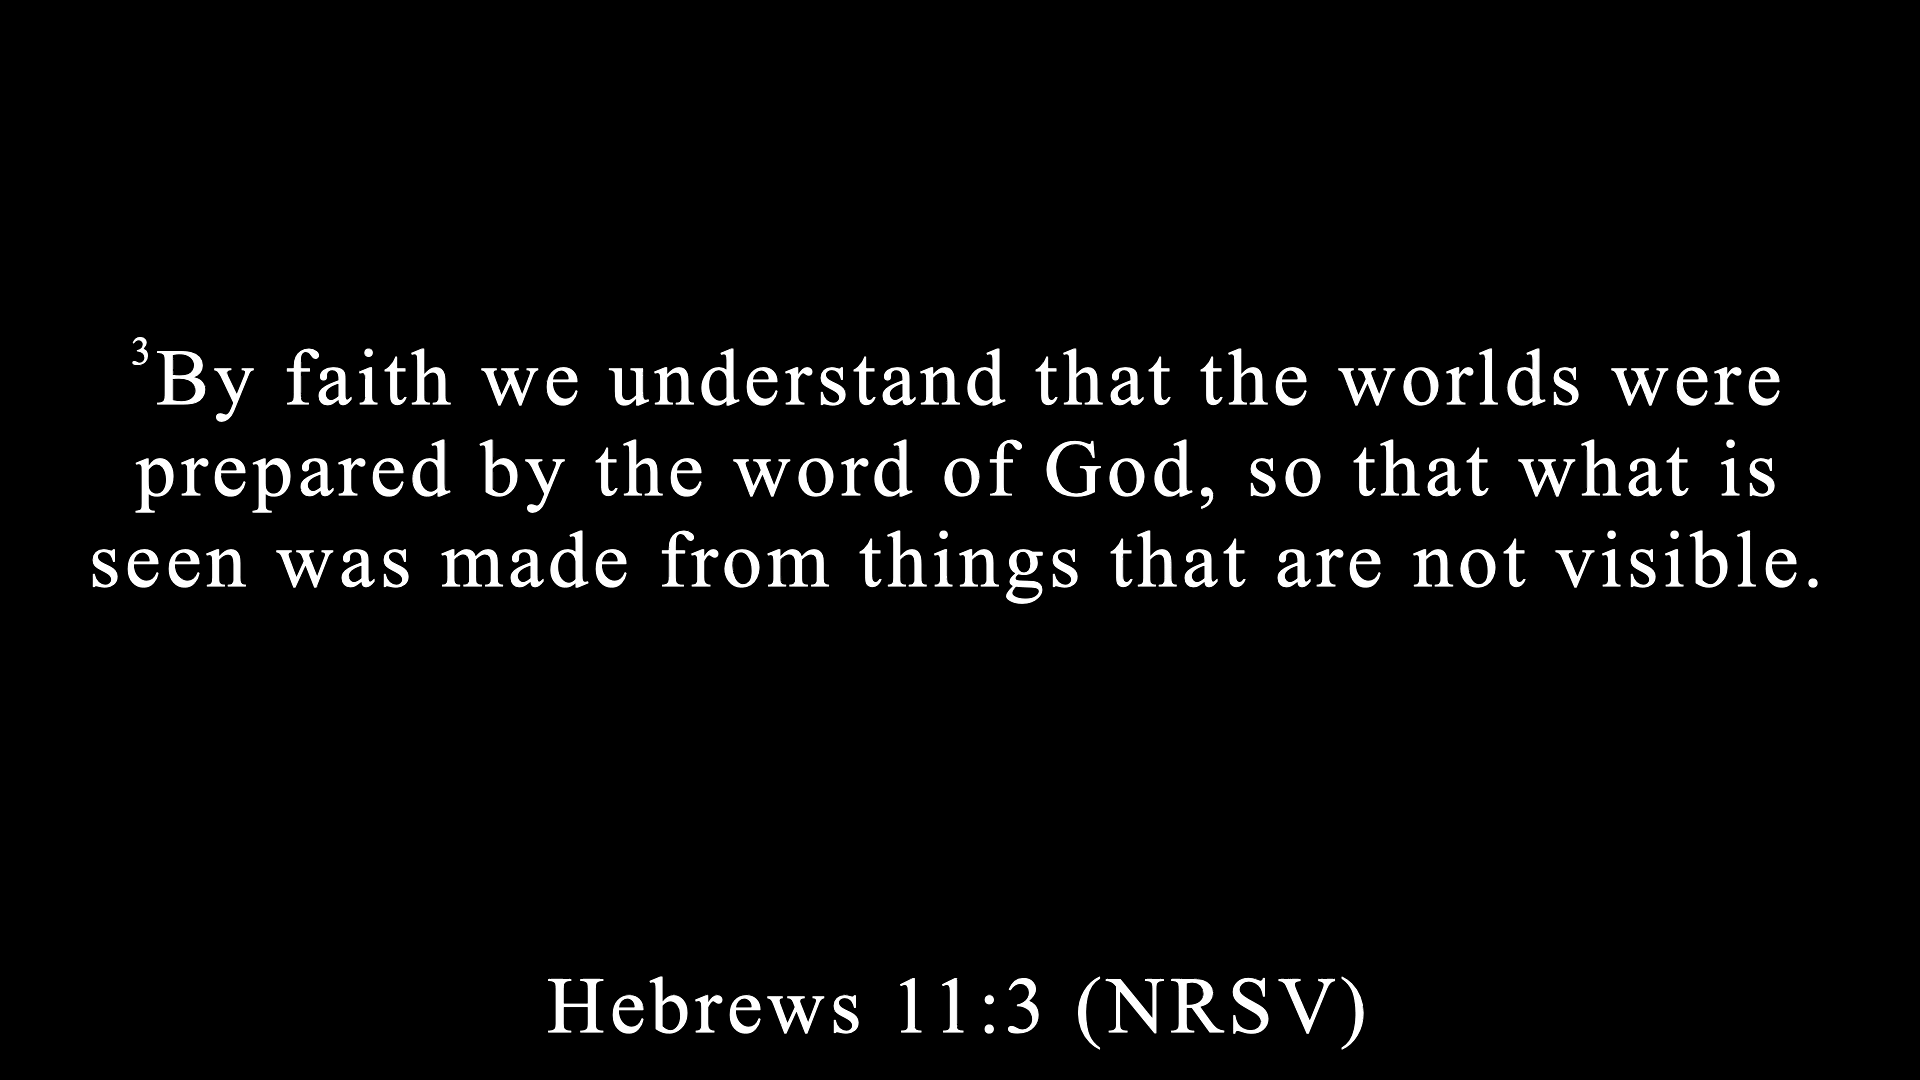 ³By faith we understand that the worlds were
prepared by the word of God, so that what is
seen was made from things that are not visible.
Hebrews 11:3 (NRSV)